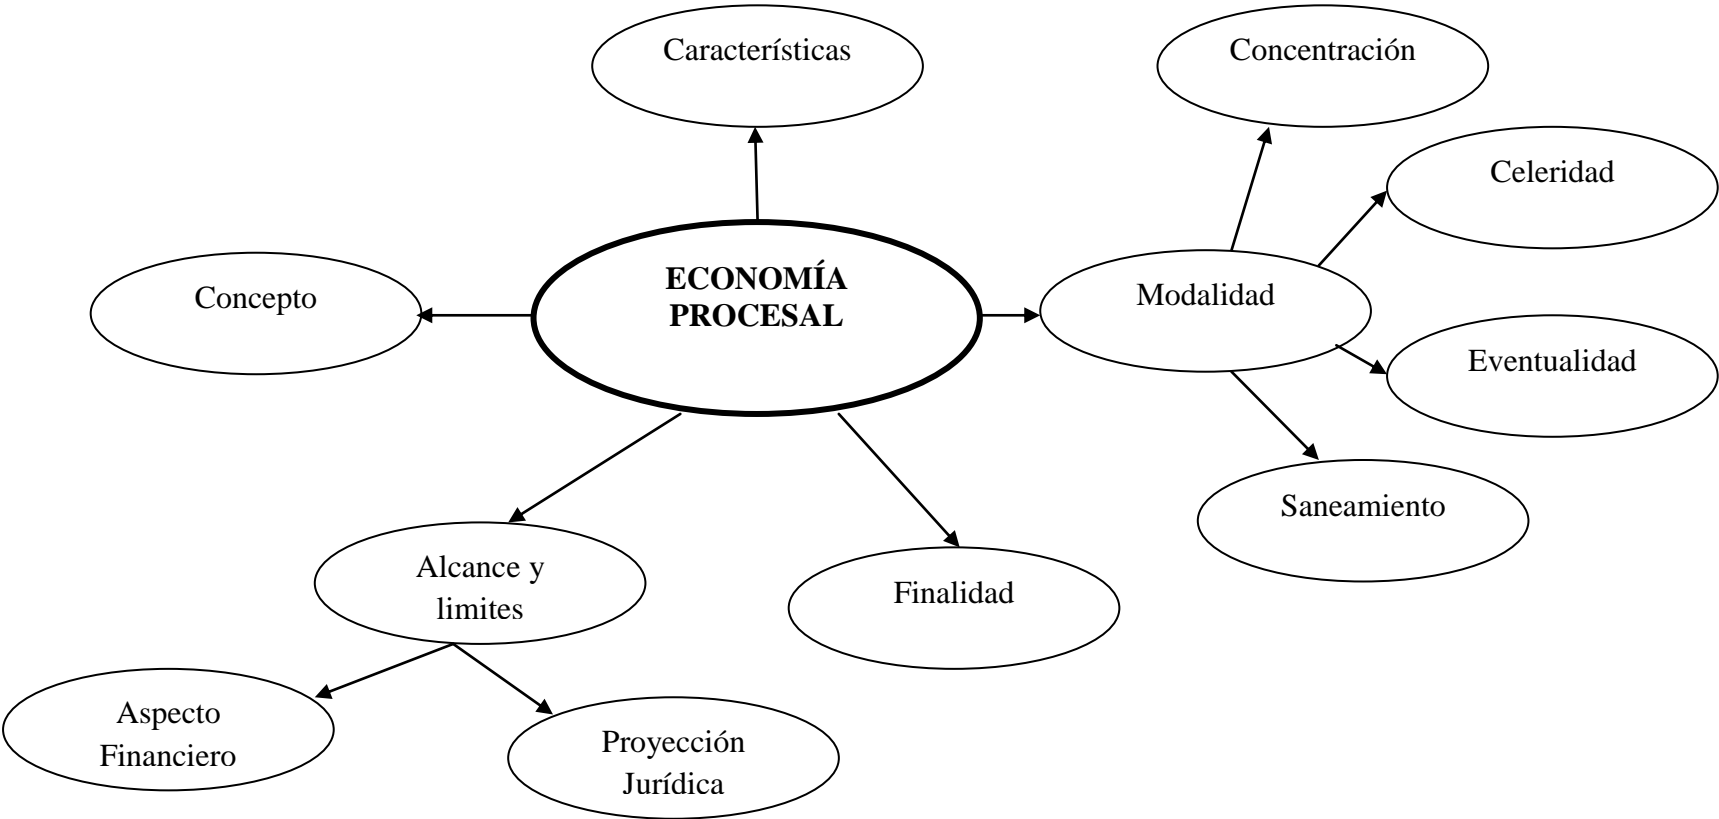 Características
Concentración
Celeridad
ECONOMÍA
PROCESAL
Concepto
Modalidad
Eventualidad
Saneamiento
Alcance y
limites
Finalidad
Aspecto
Financiero
Proyección
Jurídica